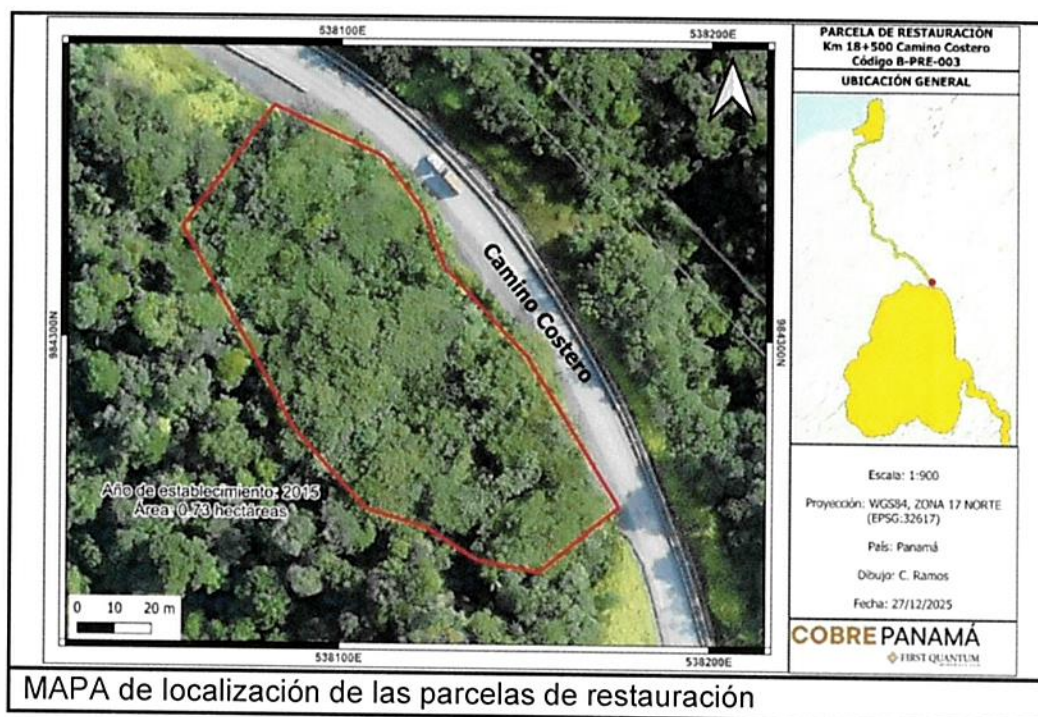 538100E
538200E
984300N
984300N
Camino Costero
Año de establecimiento: 2015
Área: 0.73 hectáreas
0 10 20 m
538100E
538200E
PARCELA DE RESTAURACIÓN
Km 18+500 Camino Costero
Código B-PRE-003
UBICACIÓN GENERAL
Escala: 1:900
Proyección: WGS84, ZONA 17 NORTE
(EPSG:32617)
País: Panamá
Dibujo: C. Ramos
Fecha: 27/12/2025
COBRE PANAMÁ
FIRST QUANTUM
MAPA de localización de las parcelas de restauración